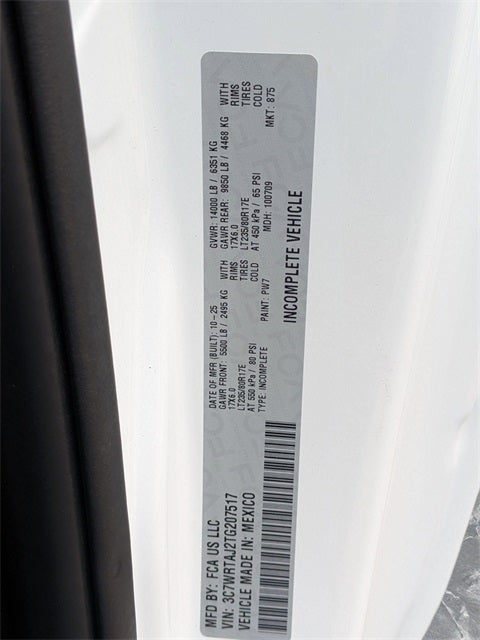 MFD BY: FCA US LLC
DATE OF MFR (BUILT): 10-25
GVWR: 14000 LB / 6351 KG
GAWR FRONT: 5500 LB / 2495 KG WITH
17X6.0 RIMS
LT235/80R17E TIRES
AT 550 kPa / 80 PSI COLD
GAWR REAR: 9850 LB / 4468 KG WITH
17X6.0 RIMS
LT235/80R17E TIRES
AT 450 kPa / 65 PSI COLD
VIN: 3C7WRTAJ2TG207517
TYPE: INCOMPLETE PAINT: PW7 MDH: 100709 MKT: 875
VEHICLE MADE IN: MEXICO
INCOMPLETE VEHICLE